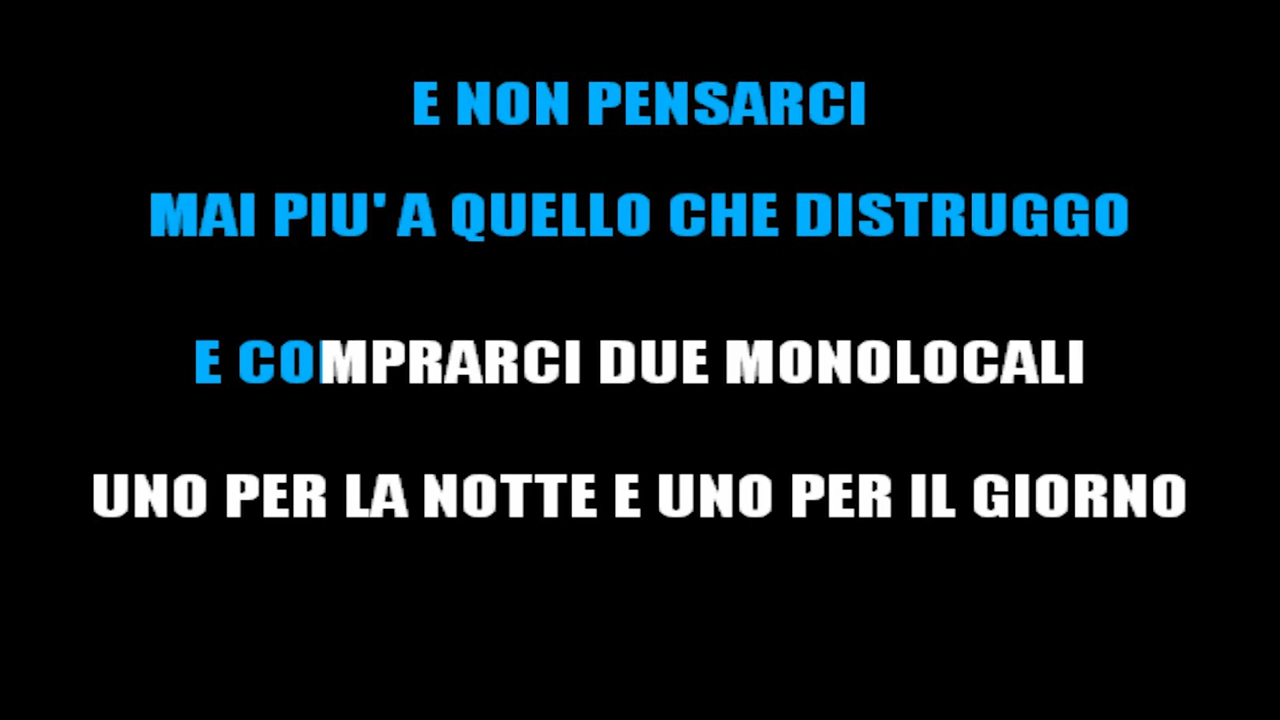 E NON PENSARCI
MAI PIU' A QUELLO CHE DISTRUGGO
E COMPRARCI DUE MONOLOCALI
UNO PER LA NOTTE E UNO PER IL GIORNO